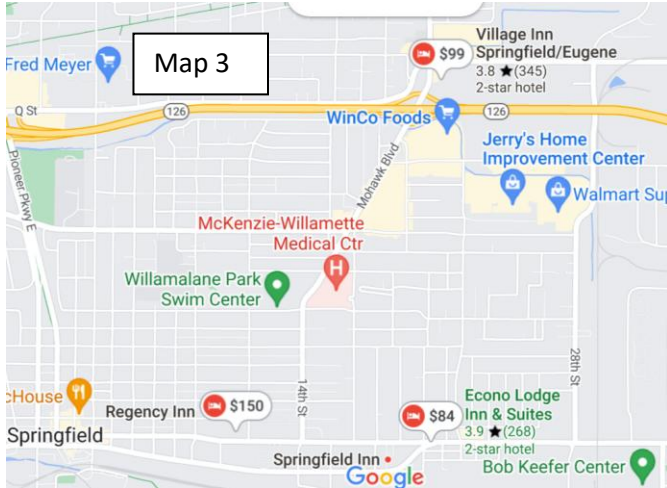 Map 3
Fred Meyer
Q St
126
Pioneer Pkwy E
$99
Village Inn
Springfield/Eugene
3.8 ★(345)
2-star hotel
WinCo Foods
126
Mohawk Blvd
Jerry's Home
Improvement Center
Walmart Sup
McKenzie-Willamette
Medical Ctr
H
Willamalane Park
Swim Center
14th St
28th St
cHouse
Springfield
Regency Inn
$150
$84
Econo Lodge
Inn & Suites
3.9 ★(268)
2-star hotel
Springfield Inn
Google
Bob Keefer Center